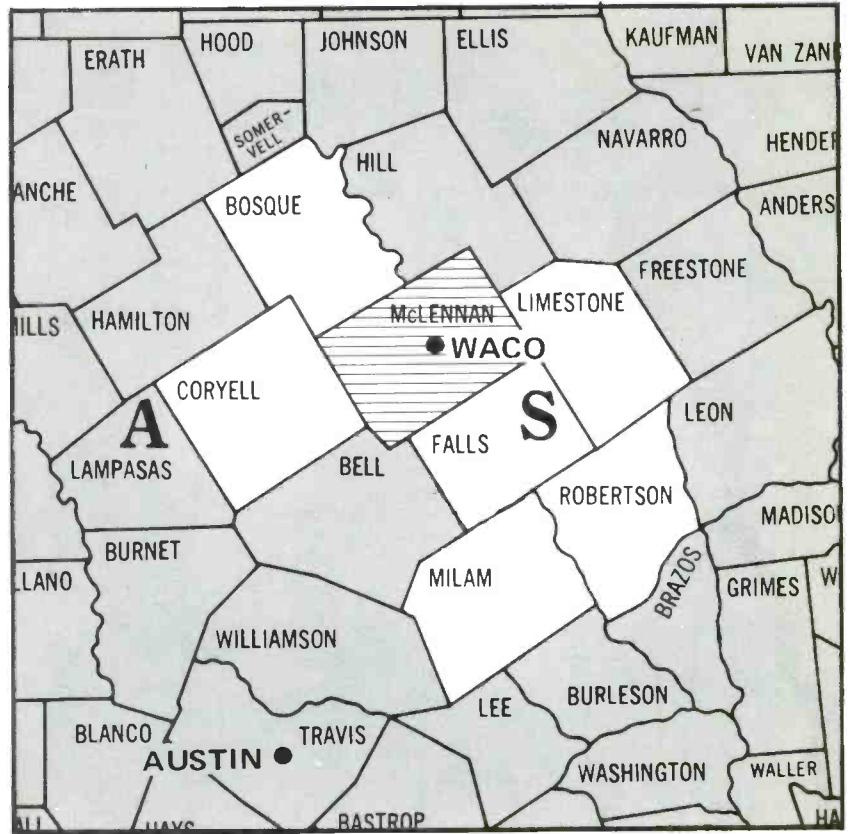 HOOD
JOHNSON
ELLIS
KAUFMAN
VAN ZAN
ERATH
SOMER-
VELL
HILL
NAVARRO
HENDER
ANCHE
BOSQUE
ANDERS
FREESTONE
ILLS
HAMILTON
McLENNAN
LIMESTONE
WACO
CORYELL
A
S
LEON
LAMPASAS
BELL
FALLS
ROBERTSON
MADISO
BURNET
LLANO
MILAM
BRAZOS
GRIMES
W
WILLIAMSON
LEE
BURLESON
BLANCO
TRAVIS
AUSTIN
WASHINGTON
WALLER
HAYS
BASTROP
HA